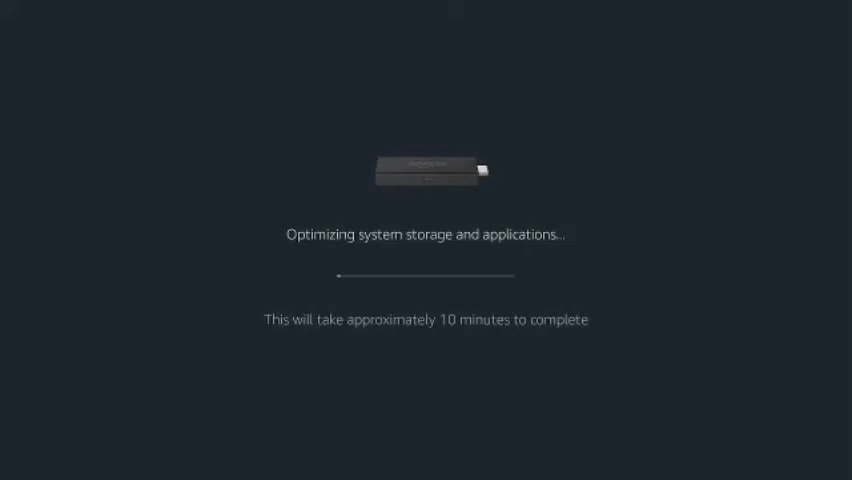 Optimizing system storage and applications...
This will take approximately 10 minutes to complete